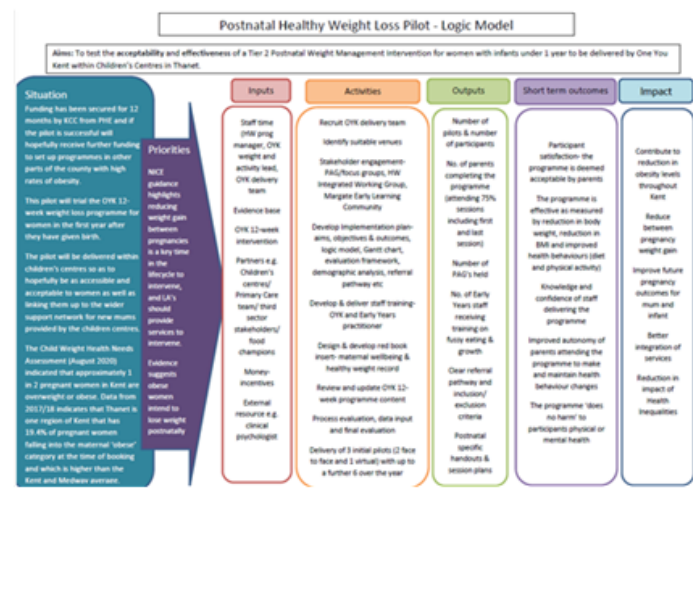 Postnatal Healthy Weight Loss Pilot - Logic Model
Aims: To test the acceptability and effectiveness of a Tier 2 Postnatal Weight Management Intervention for women with infants under 1 year to be delivered by One You
Kent within Children's Centres in Thanet.
Situation
Funding has been secured for 12
months by KCC from PHE and if
the pilot is successful will
hopefully receive further funding
to set up programmes in other
parts of the county with high
rates of obesity.
This pilot will trial the OYK 12-
week weight loss programme for
women in the first year after
they have given birth.
The pilot will be delivered within
children's centres so as to
hopefully be as accessible and
acceptable to women as well as
linking them up to the wider
support network for new mums
provided by the children centres.
The Child Weight Health Needs
Assessment (August 2020)
indicated that approximately 1
in 2 pregnant women in Kent are
overweight or obese. Data from
2017/18 indicates that Thanet is
one region of Kent that has
19.4% of pregnant women
falling into the maternal 'obese'
category at the time of booking
and which is higher than the
Kent and Medway average.
Priorities
NICE
guidance
highlights
reducing
weight gain
between
pregnancies
is a key time
in the
lifecycle to
intervene,
and LA's
should
provide
services to
intervene.
Evidence
suggests
obese
women
intend to
lose weight
postnatally
Inputs
Staff time
(HW prog
manager, OYK
weight and
activity lead,
OYK delivery
team
Evidence base
OYK 12-week
intervention
Partners e.g.
Children's
centres/
Primary Care
team/ third
sector
stakeholders/
food
champions
Money-
incentives
External
resource e.g.
clinical
psychologist
Activities
Recruit OYK delivery team
Identify suitable venues
Stakeholder engagement-
PAG/focus groups, HW
Integrated Working Group,
Margate Early Learning
Community
Develop Implementation plan-
aims, objectives & outcomes,
logic model, Gantt chart,
evaluation framework,
demographic analysis, referral
pathway etc
Develop & deliver staff training-
OYK and Early Years
practitioner
Design & develop red book
insert- maternal wellbeing &
healthy weight record
Review and update OYK 12-
week programme content
Process evaluation, data input
and final evaluation
Delivery of 3 initial pilots (2 face
to face and 1 virtual) with up to
a further 6 over the year
Outputs
Number of
pilots & number
of participants
No. of parents
completing the
programme
(attending 75%
sessions
including first
and last
session)
Number of
PAG's held
No. of Early
Years staff
receiving
training on
fussy eating &
growth
Clear referral
pathway and
inclusion/
exclusion
criteria
Postnatal
specific
handouts &
session plans
Short term outcomes
Participant
satisfaction- the
programme is deemed
acceptable by parents
The programme is
effective as measured
by reduction in body
weight, reduction in
BMI and improved
health behaviours (diet
and physical activity)
Knowledge and
confidence of staff
delivering the
programme
Improved autonomy of
parents attending the
programme to make
and maintain health
behaviour changes
The programme 'does
no harm' to
participants physical or
mental health
Impact
Contribute to
reduction in
obesity levels
throughout
Kent
Reduce
between
pregnancy
weight gain
Improve future
pregnancy
outcomes for
mum and
infant
Better
integration of
services
Reduction in
impact of
Health
Inequalities